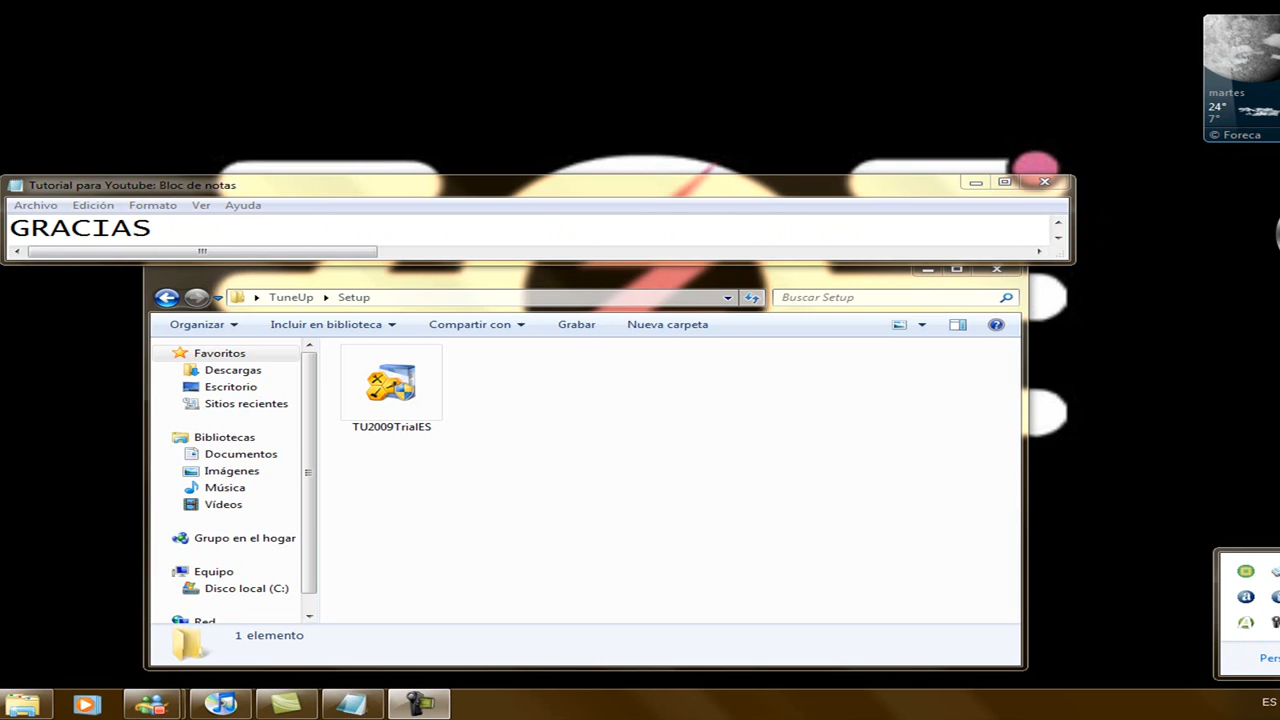 martes
24°
7°
© Foreca
Tutorial para Youtube: Bloc de notas
Archivo Edición Formato Ver Ayuda
GRACIAS
TuneUp Setup
Buscar Setup
Organizar Incluir en biblioteca Compartir con Grabar Nueva carpeta
Favoritos
Descargas
Escritorio
Sitios recientes
Bibliotecas
Documentos
Imágenes
Música
Vídeos
Grupo en el hogar
Equipo
Disco local (C:)
Red
TU2009TrialES
1 elemento
Pers
ES